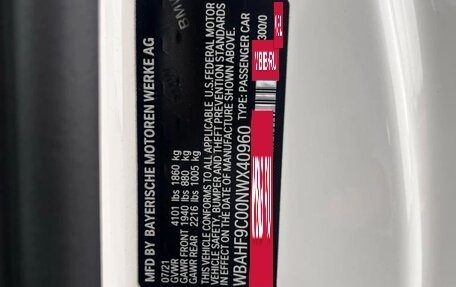 MFD BY BAYERISCHE MOTOREN WERKE AG
07/21
GVWR 4101 lbs 1860 kg
GAWR FRONT 1940 lbs 880 kg
GAWR REAR 2216 lbs 1005 kg
THIS VEHICLE CONFORMS TO ALL APPLICABLE U.S.FEDERAL MOTOR
VEHICLE SAFETY, BUMPER AND THEFT PREVENTION STANDARDS
IN EFFECT ON THE DATE OF MANUFACTURE SHOWN ABOVE.
WBAHF9C00NWX40960 TYPE: PASSENGER CAR
300/0
BMW